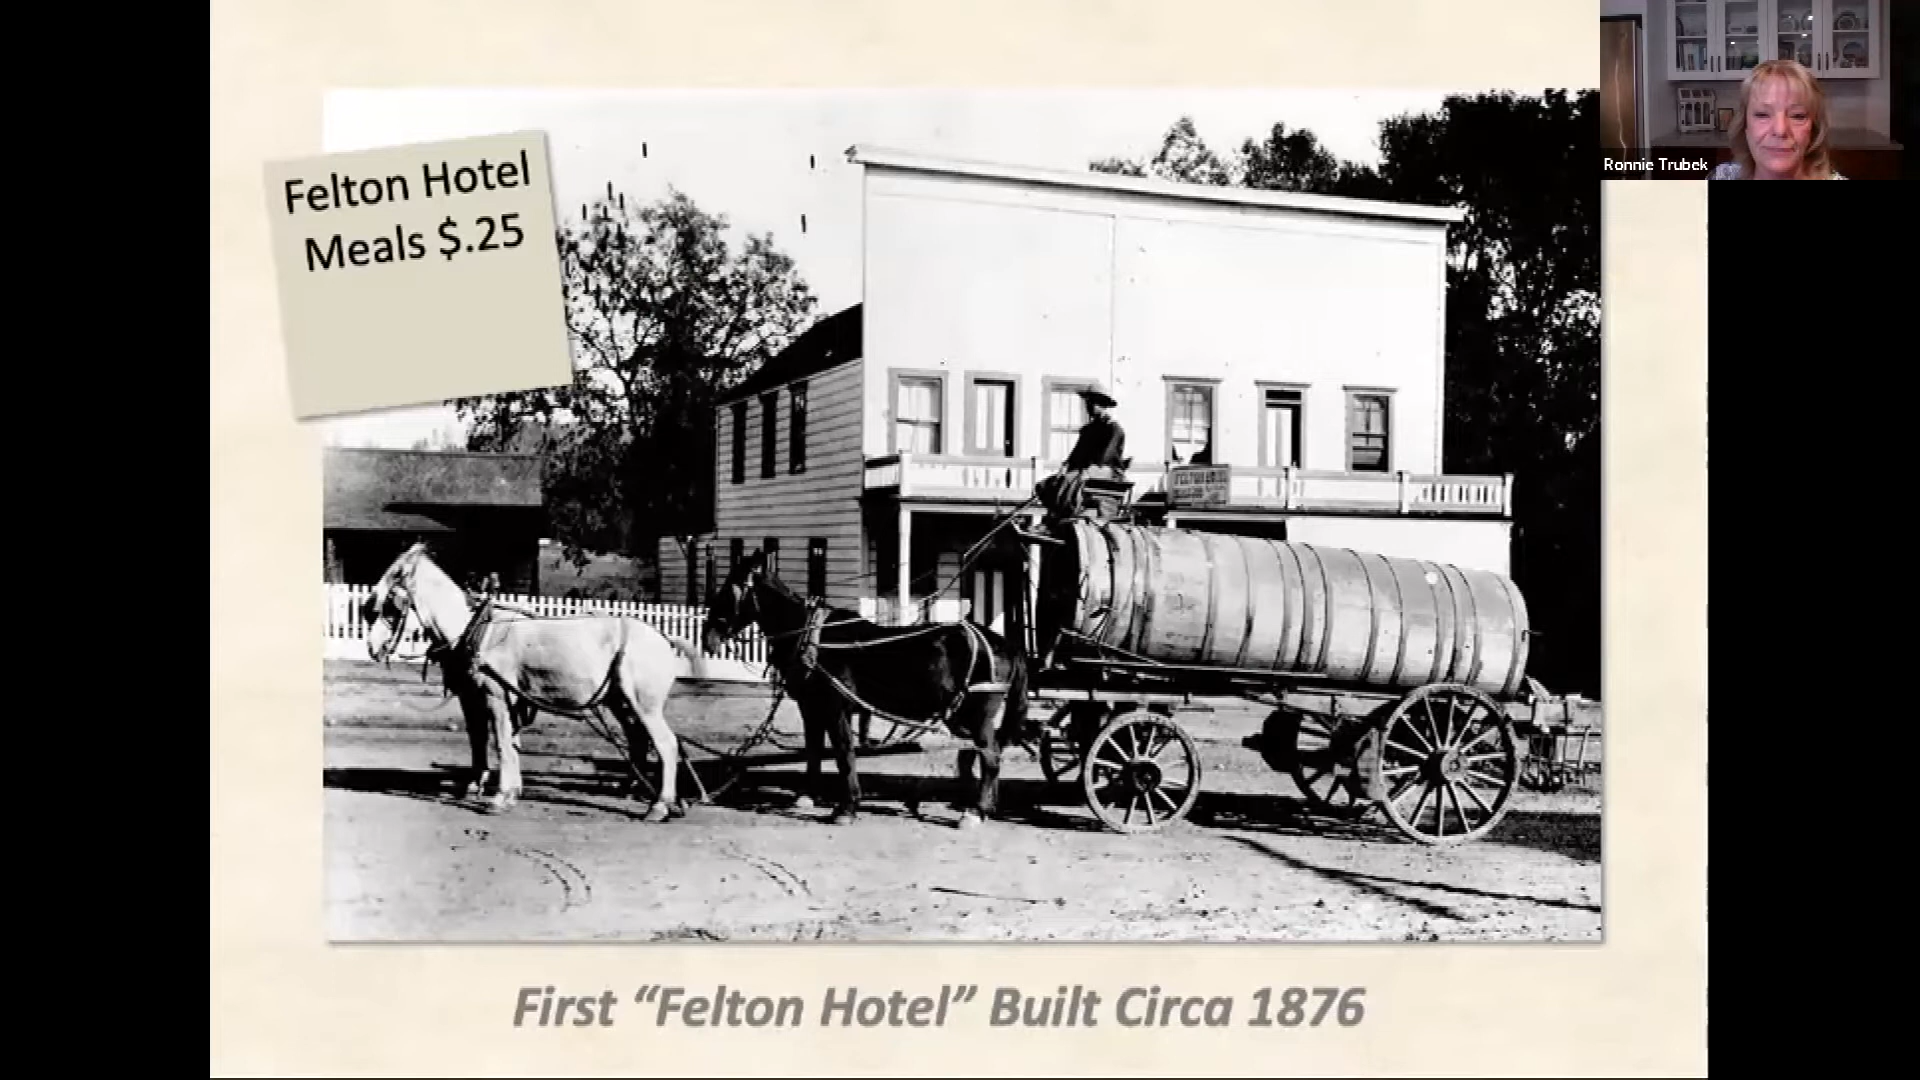 Felton Hotel
Meals $.25
Ronnie Trubek
First “Felton Hotel” Built Circa 1876